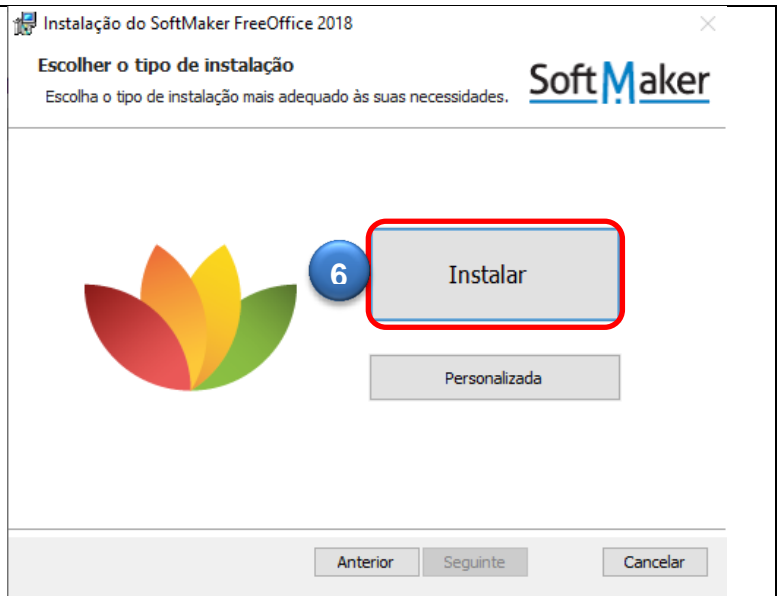 Instalação do SoftMaker FreeOffice 2018
Escolher o tipo de instalação
Escolha o tipo de instalação mais adequado às suas necessidades.
SoftMaker
6
Instalar
Personalizada
Anterior
Seguinte
Cancelar